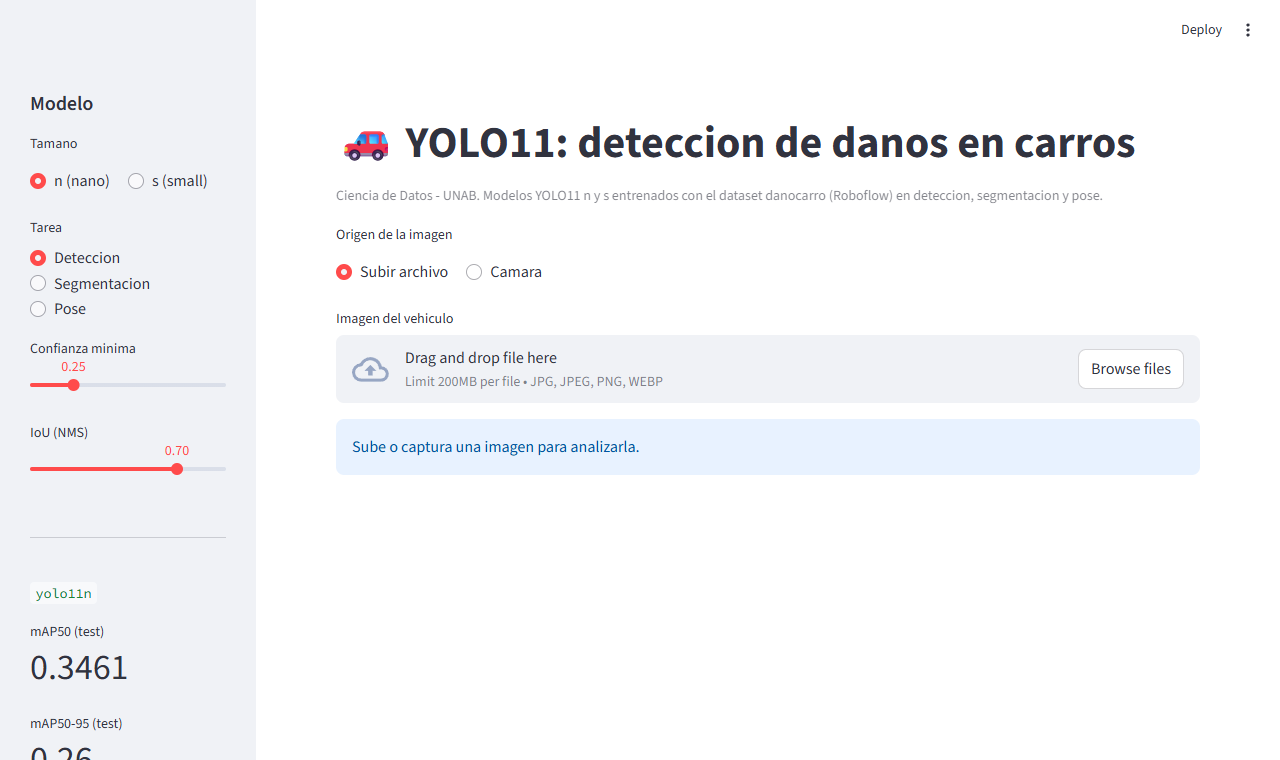 Deploy
Modelo
Tamano
n (nano) s (small)
Tarea
Deteccion
Segmentacion
Pose
Confianza minima
0.25
IoU (NMS)
0.70
yolo11n
mAP50 (test)
0.3461
mAP50-95 (test)
0.26
YOLO11: deteccion de danos en carros
Ciencia de Datos - UNAB. Modelos YOLO11 n y s entrenados con el dataset danocarro (Roboflow) en deteccion, segmentacion y pose.
Origen de la imagen
Subir archivo Camara
Imagen del vehiculo
Drag and drop file here
Limit 200MB per file • JPG, JPEG, PNG, WEBP
Browse files
Sube o captura una imagen para analizarla.